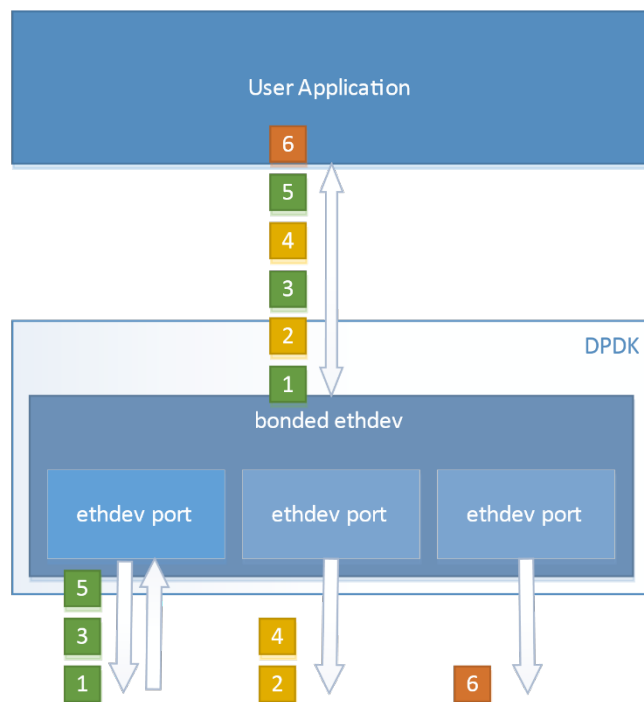 User Application
6
5
4
3
2
DPDK
1
bonded ethdev
ethdev port ethdev port ethdev port
5
3 4
1 2 6